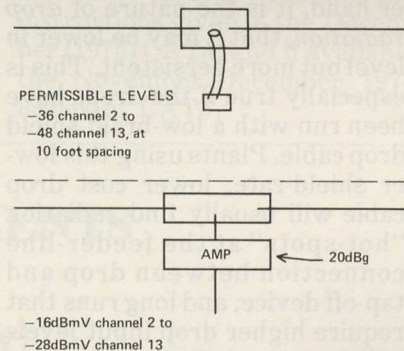 PERMISSIBLE LEVELS
–36 channel 2 to
–48 channel 13, at
10 foot spacing
AMP
20dBg
–16dBmV channel 2 to
–28dBmV channel 13